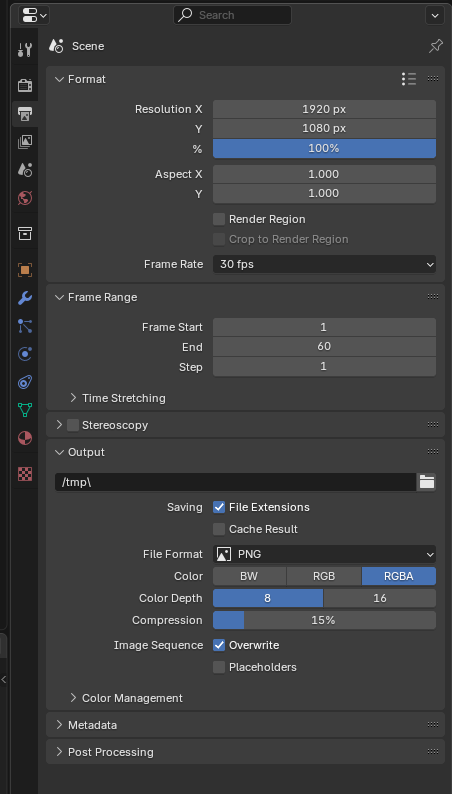 Search
Scene
Format
Resolution X 1920 px
Y 1080 px
% 100%
Aspect X 1.000
Y 1.000
Render Region
Crop to Render Region
Frame Rate 30 fps
Frame Range
Frame Start 1
End 60
Step 1
Time Stretching
Stereoscopy
Output
/tmp\
Saving File Extensions
Cache Result
File Format PNG
Color BW RGB RGBA
Color Depth 8 16
Compression 15%
Image Sequence Overwrite
Placeholders
Color Management
Metadata
Post Processing